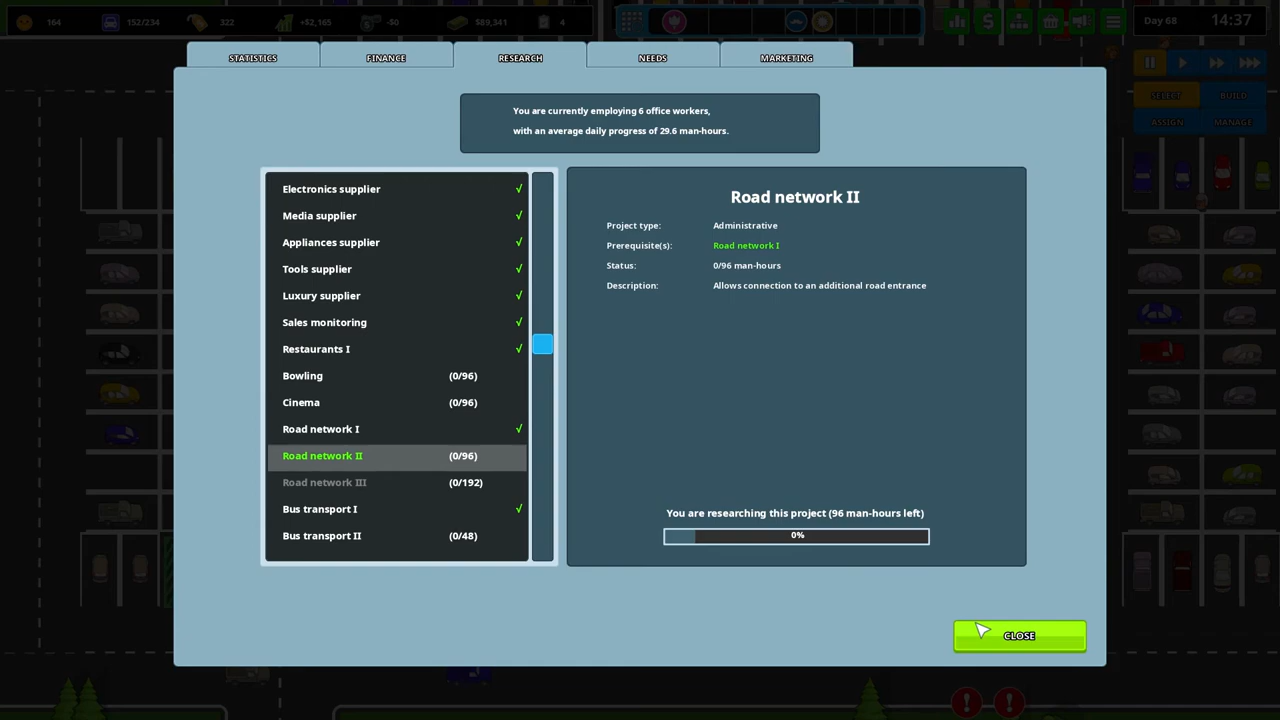 164
152/234
322
+$2,165
-$0
$89,341
4
Day 68
14:37
STATISTICS
FINANCE
RESEARCH
NEEDS
MARKETING
SELECT
BUILD
ASSIGN
MANAGE
You are currently employing 6 office workers,
with an average daily progress of 29.6 man-hours.
Electronics supplier √
Media supplier √
Appliances supplier √
Tools supplier √
Luxury supplier √
Sales monitoring √
Restaurants I √
Bowling (0/96)
Cinema (0/96)
Road network I √
Road network II (0/96)
Road network III (0/192)
Bus transport I √
Bus transport II (0/48)
Road network II
Project type: Administrative
Prerequisite(s): Road network I
Status: 0/96 man-hours
Description: Allows connection to an additional road entrance
You are researching this project (96 man-hours left)
0%
CLOSE